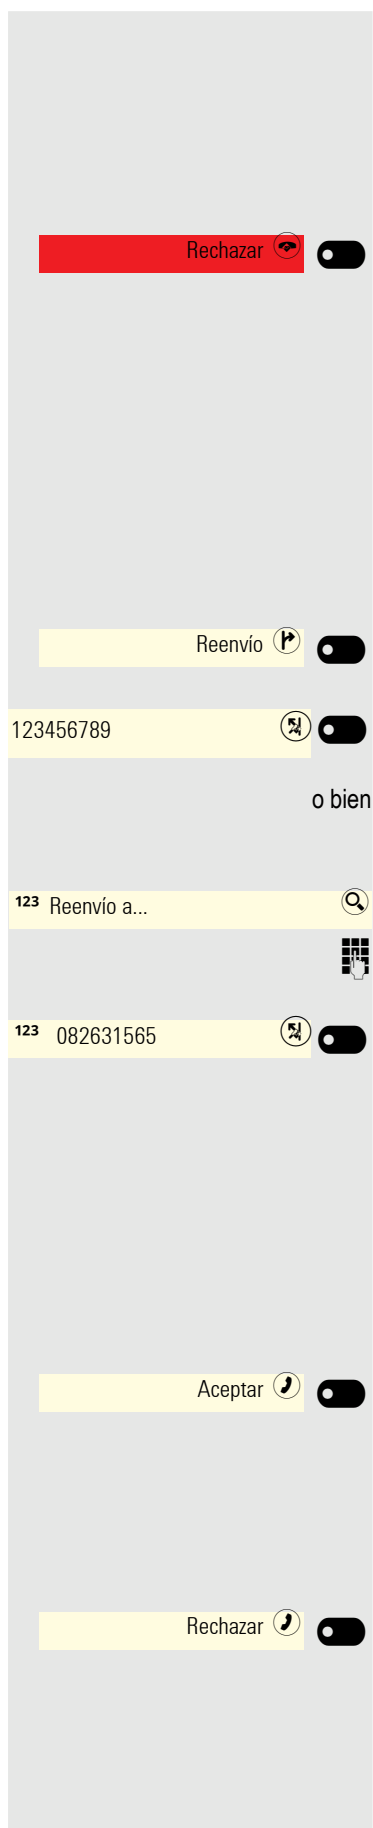 Rechazar
Reenvío
123456789
o bien
123 Reenvío a...
123 082631565
Aceptar
Rechazar